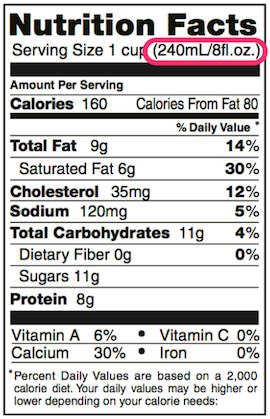 Nutrition Facts
Serving Size 1 cup (240mL/8fl.oz.)
Amount Per Serving
Calories 160 Calories From Fat 80
% Daily Value *
Total Fat 9g 14%
Saturated Fat 6g 30%
Cholesterol 35mg 12%
Sodium 120mg 5%
Total Carbohydrates 11g 4%
Dietary Fiber 0g 0%
Sugars 11g
Protein 8g
Vitamin A 6% • Vitamin C 0%
Calcium 30% • Iron 0%
*Percent Daily Values are based on a 2,000
calorie diet. Your daily values may be higher or
lower depending on your calorie needs: